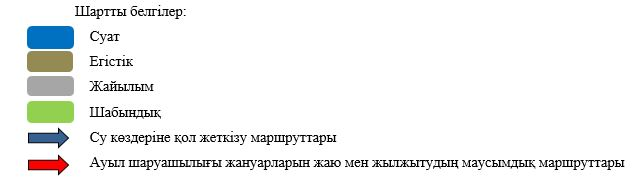 Шартты белгілер:
Суат
Егістік
Жайылым
Шабындық
Су көздеріне қол жеткізу маршруттары
Ауыл шаруашылығы жануарларын жаю мен жылжытудың маусымдық маршруттары